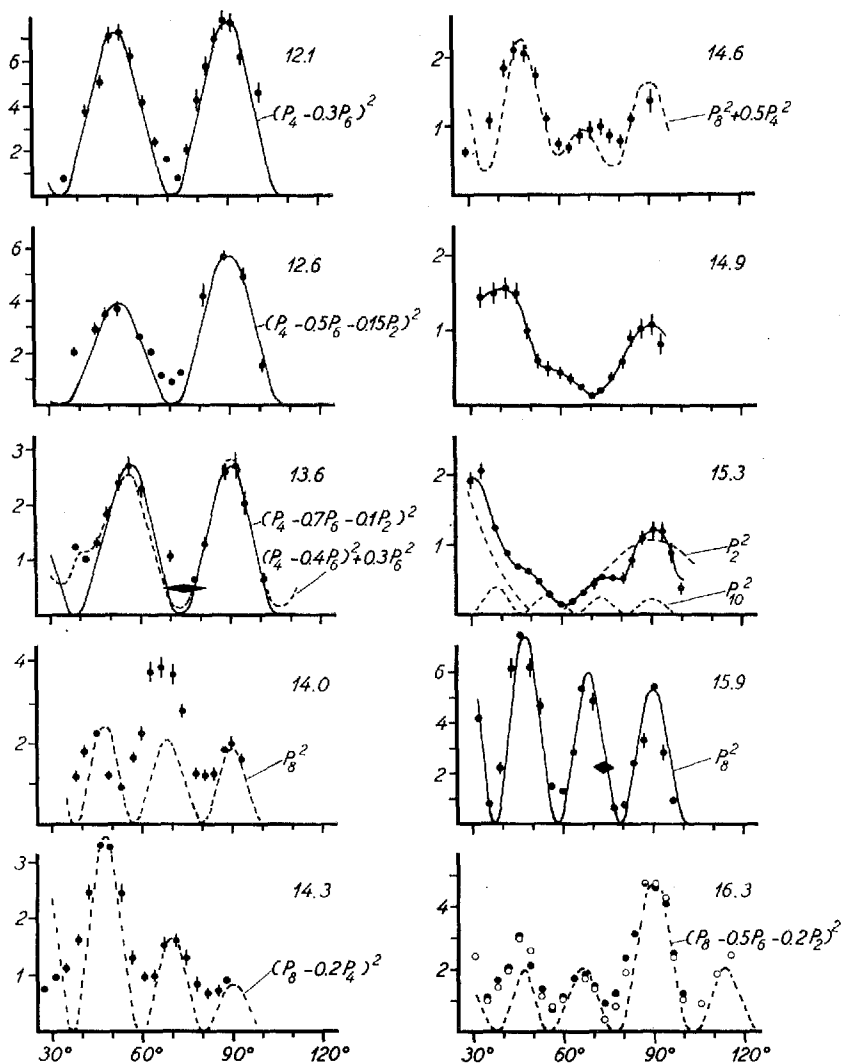 12.1
6
4
2
(P₄ -0.3P₆)²
12.6
6
4
2
(P₄ -0.5P₆ -0.15P₂)²
13.6
3
2
1
(P₄ -0.7P₆ -0.1P₂)²
(P₄ -0.4P₆)²+0.3P₆²
14.0
4
2
P₈²
14.3
3
2
1
(P₈ -0.2P₄)²
30° 60° 90° 120°
14.6
2
1
P₈²+0.5P₄²
14.9
2
1
15.3
2
1
P₂²
P₁₀²
15.9
6
4
2
P₈²
16.3
6
4
2
(P₈ -0.5P₆ -0.2P₂)²
30° 60° 90° 120°